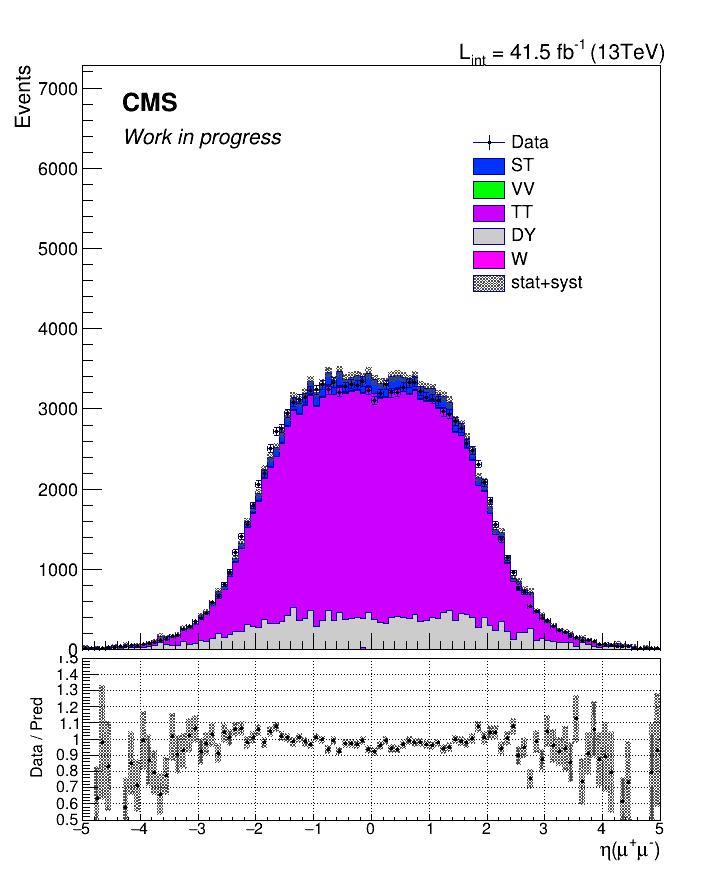 L_int = 41.5 fb^-1 (13TeV)
Events
7000
6000
5000
4000
3000
2000
1000
0
CMS
Work in progress
Data
ST
VV
TT
DY
W
stat+syst
Data / Pred
1.5
1.4
1.3
1.2
1.1
1
0.9
0.8
0.7
0.6
0.5
−5 −4 −3 −2 −1 0 1 2 3 4 5
η(μ⁺μ⁻)